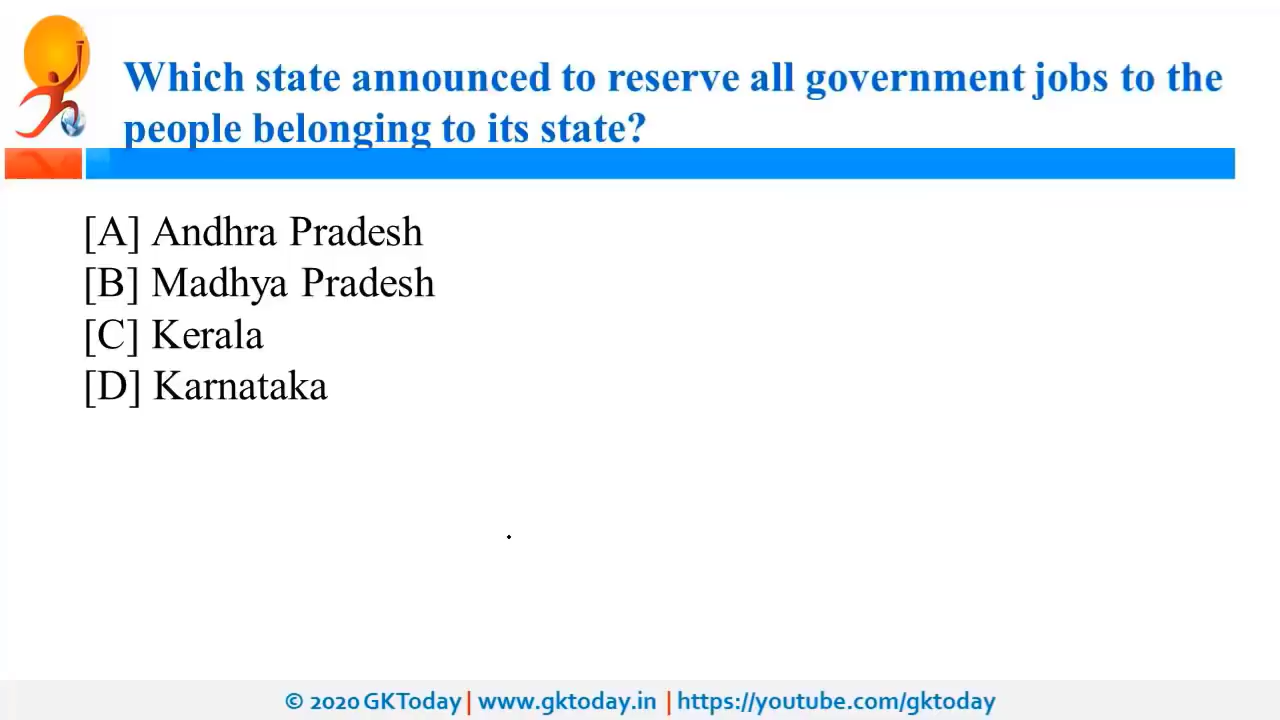 Which state announced to reserve all government jobs to the
people belonging to its state?
[A] Andhra Pradesh
[B] Madhya Pradesh
[C] Kerala
[D] Karnataka
© 2020 GKToday | www.gktoday.in | https://youtube.com/gktoday